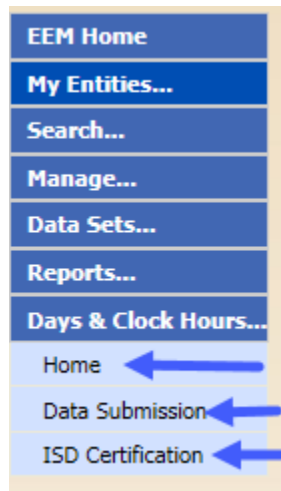 EEM Home
My Entities...
Search...
Manage...
Data Sets...
Reports...
Days & Clock Hours...
Home
Data Submission
ISD Certification